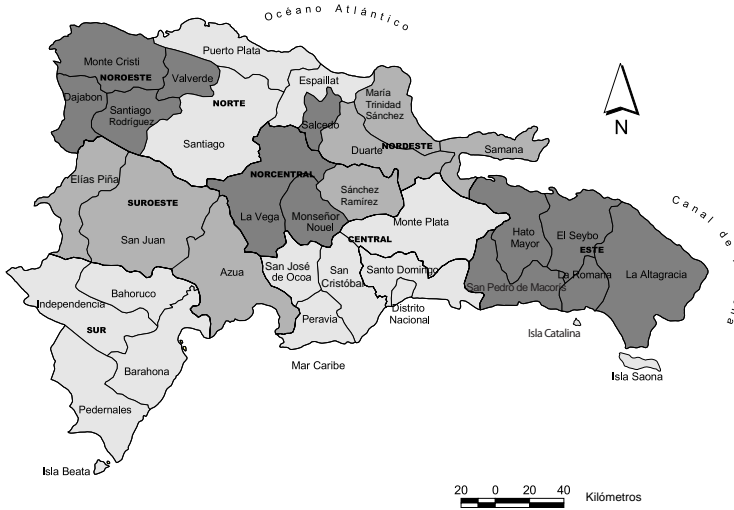 Océano Atlántico
Puerto Plata
Monte Cristi
NOROESTE
Valverde
Espaillat
Dajabon
Santiago
Rodríguez
NORTE
María
Trinidad
Sánchez
Salcedo
Santiago
Duarte
NORDESTE
Samana
N
Elías Piña
NORCENTRAL
SUROESTE
Sánchez
Ramírez
La Vega
Monseñor
Nouel
Monte Plata
San Juan
CENTRAL
Hato
Mayor
El Seybo
ESTE
Canal de
Azua
San José
de Ocoa
San
Cristóbal
Santo Domingo
La Romana
La Altagracia
San Pedro de Macorís
Bahoruco
Independencia
SUR
Peravia
Distrito
Nacional
Isla Catalina
Barahona
Mar Caribe
Isla Saona
Pedernales
Isla Beata
20 0 20 40
Kilómetros